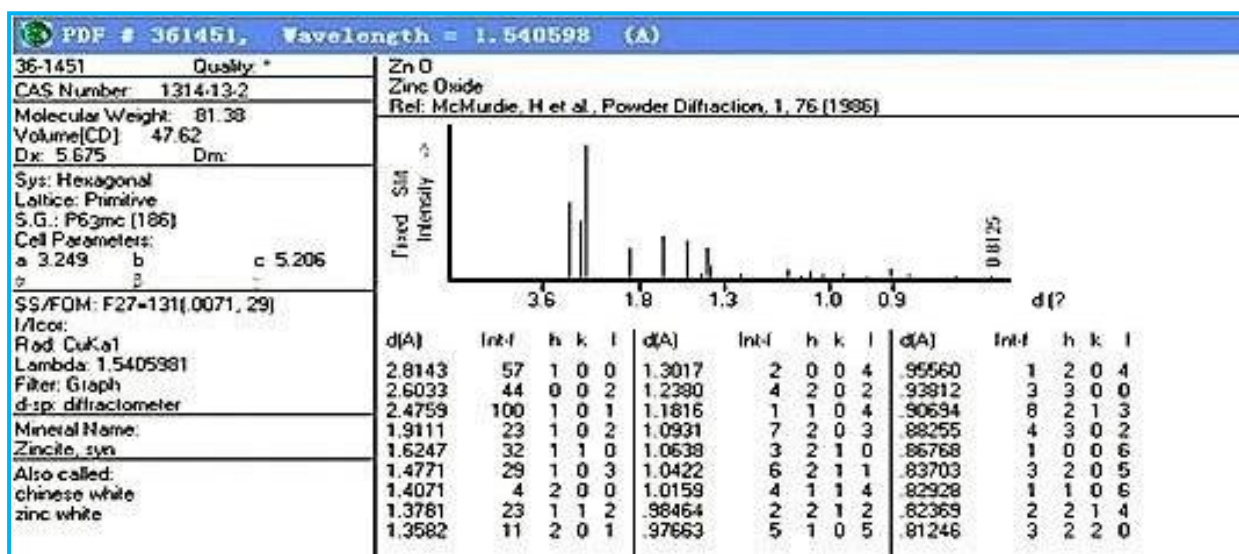 PDF # 361451, Wavelength = 1.540598 (A)
36-1451 Quality: *
CAS Number: 1314-13-2
Molecular Weight: 81.38
Volume[CD]: 47.62
Dx: 5.675 Dm:
Sys: Hexagonal
Lattice: Primitive
S.G.: P63mc (186)
Cell Parameters:
a 3.249 b c 5.206
SS/FOM: F27=131(.0071, 29)
I/Icor:
Rad: CuKa1
Lambda: 1.5405981
Filter: Graph
d-sp: diffractometer
Mineral Name:
Zincite, syn
Also called:
chinese white
zinc white
Zn O
Zinc Oxide
Ref: McMurdie, H et al., Powder Diffraction, 1, 76 (1986)
Fixed Slit
Intensity ->
0.8125
3.6 1.8 1.3 1.0 0.9 d (?
d(A) Int-f h k l d(A) Int-f h k l d(A) Int-f h k l
2.8143 57 1 0 0 1.3017 2 0 0 4 .95560 1 2 0 4
2.6033 44 0 0 2 1.2380 4 2 0 2 .93812 3 3 0 0
2.4759 100 1 0 1 1.1816 1 1 0 4 .90694 8 2 1 3
1.9111 23 1 0 2 1.0931 7 2 0 3 .88255 4 3 0 2
1.6247 32 1 1 0 1.0638 3 2 1 0 .86768 1 0 0 6
1.4771 29 1 0 3 1.0422 6 2 1 1 .83703 3 2 0 5
1.4071 4 2 0 0 1.0159 4 1 1 4 .82928 1 1 0 6
1.3781 23 1 1 2 .98464 2 2 1 2 .82369 2 2 1 4
1.3582 11 2 0 1 .97663 5 1 0 5 .81246 3 2 2 0